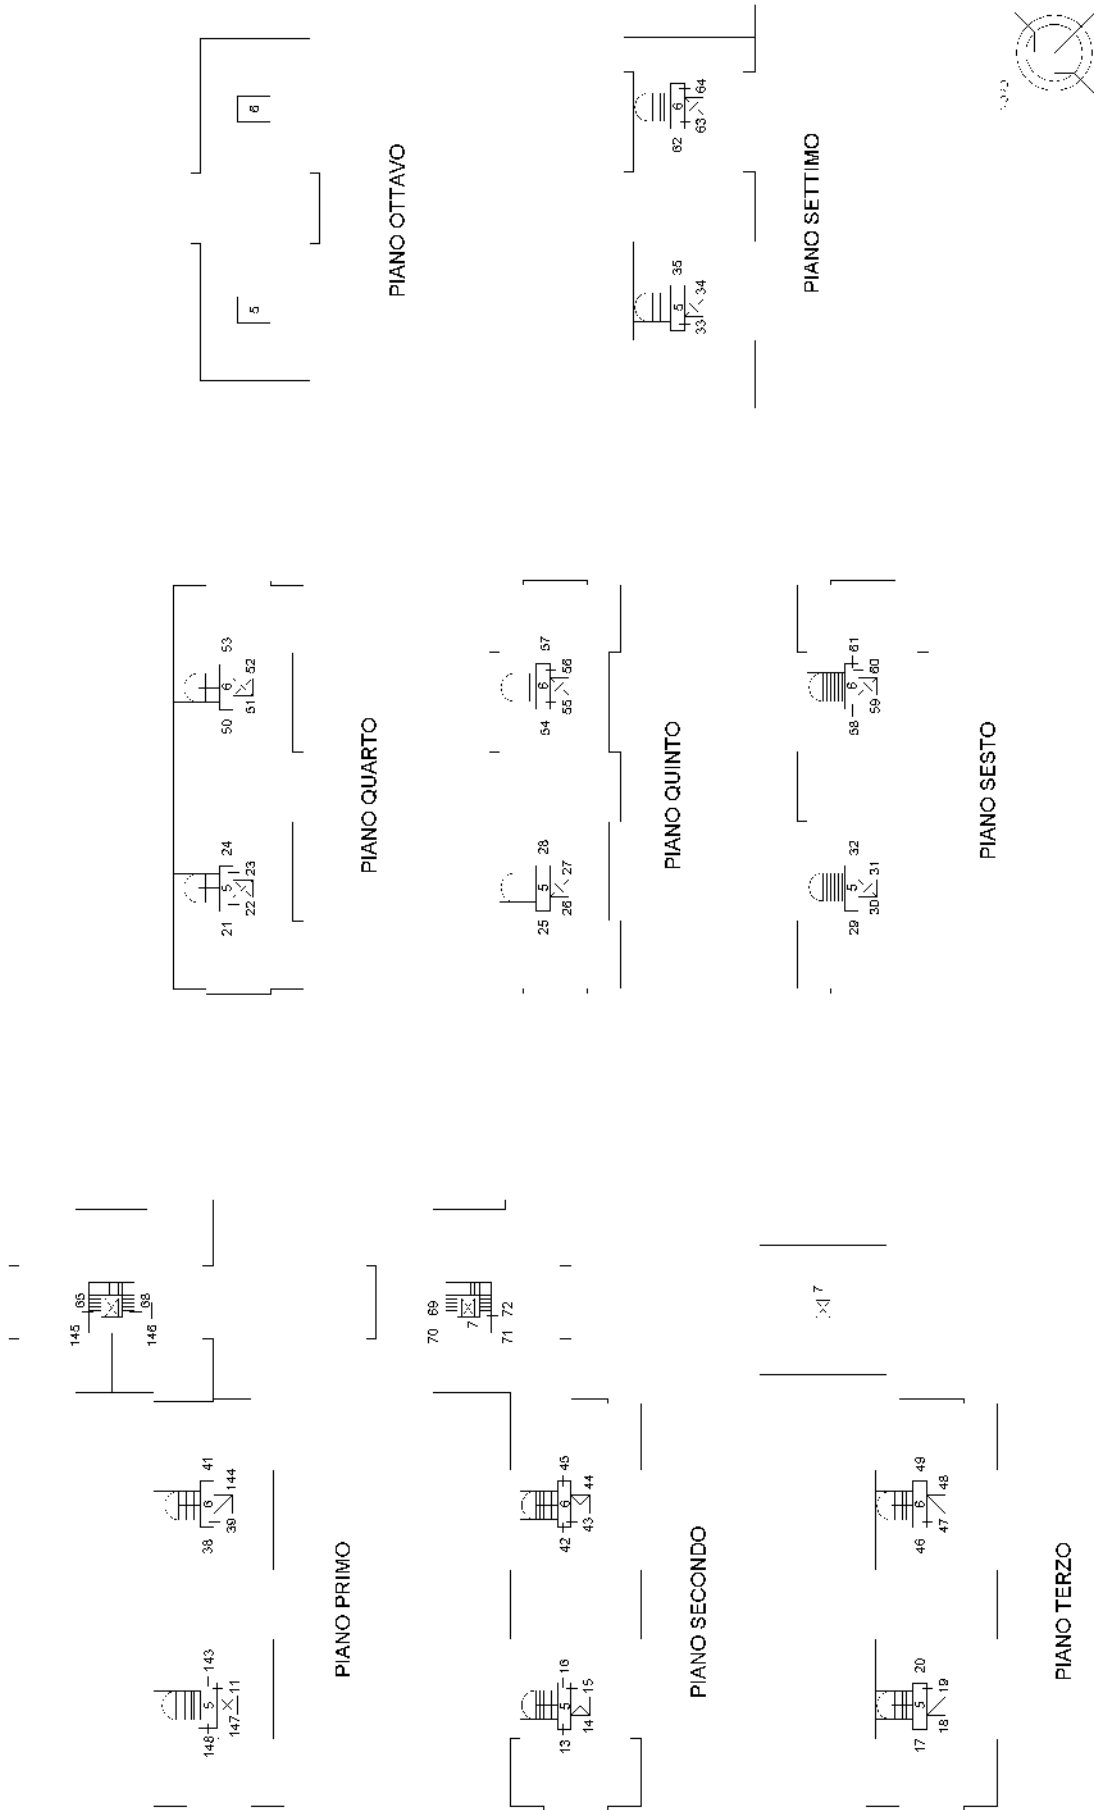 145 65
146 68
148 5 143 38 6 41
147 11 39 144
PIANO PRIMO
70 69
7
71 72
13 5 16 42 6 45
14 15 43 44
PIANO SECONDO
7
17 5 20 46 6 49
18 19 47 48
PIANO TERZO
21 5 24 50 6 53
22 23 51 52
PIANO QUARTO
25 5 28 54 6 57
26 27 55 56
PIANO QUINTO
29 5 32 58 6 61
30 31 59 60
PIANO SESTO
5 6
PIANO OTTAVO
5 35 62 6
33 34 63 64
PIANO SETTIMO